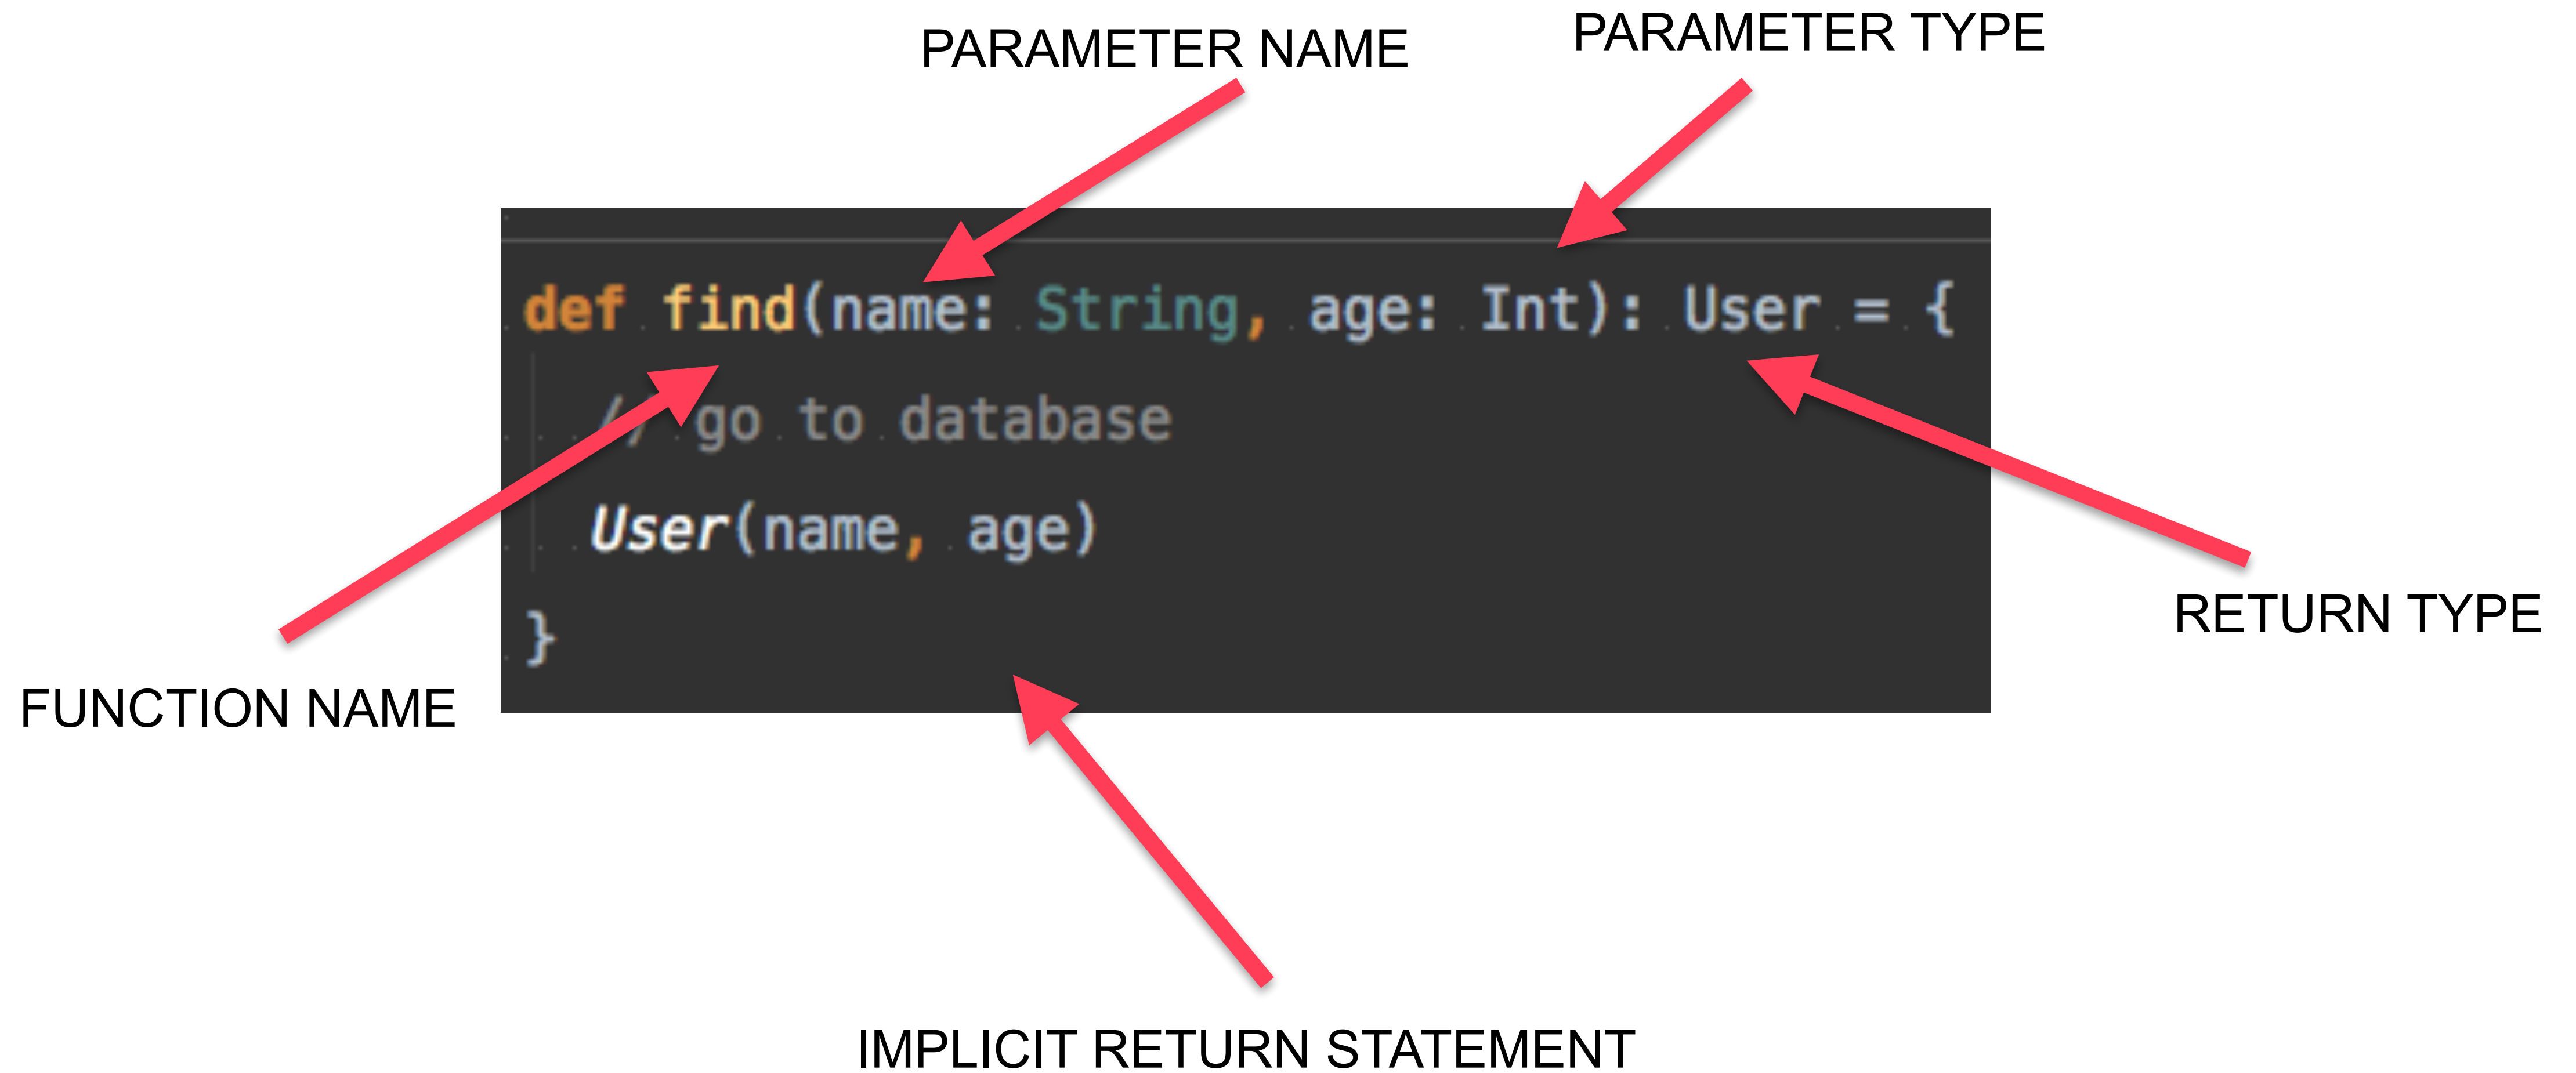 PARAMETER NAME
PARAMETER TYPE
def find(name: String, age: Int): User = {
// go to database
User(name, age)
}
RETURN TYPE
FUNCTION NAME
IMPLICIT RETURN STATEMENT